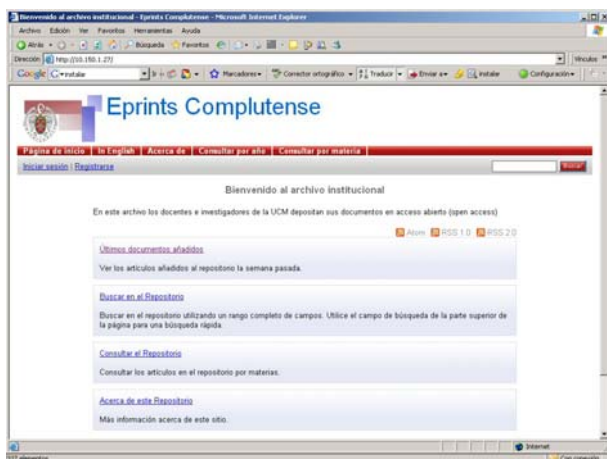 Bienvenido al archivo institucional - Eprints Complutense - Microsoft Internet Explorer
Archivo Edición Ver Favoritos Herramientas Ayuda
Atrás Búsqueda Favoritos
Dirección http://10.150.1.27/ Vínculos
Google instalar Marcadores Corrector ortográfico Traducir Enviar a instalar Configuración
Eprints Complutense
Página de inicio In English Acerca de Consultar por año Consultar por materia
Iniciar sesión | Registrarse Buscar
Bienvenido al archivo institucional
En este archivo los docentes e investigadores de la UCM depositan sus documentos en acceso abierto (open access)
Atom RSS 1.0 RSS 2.0
Últimos documentos añadidos
Ver los artículos añadidos al repositorio la semana pasada.
Buscar en el Repositorio
Buscar en el repositorio utilizando un rango completo de campos. Utilice el campo de búsqueda de la parte superior de
la página para una búsqueda rápida.
Consultar el Repositorio
Consultar los artículos en el repositorio por materias.
Acerca de este Repositorio
Más información acerca de este sitio.
Internet